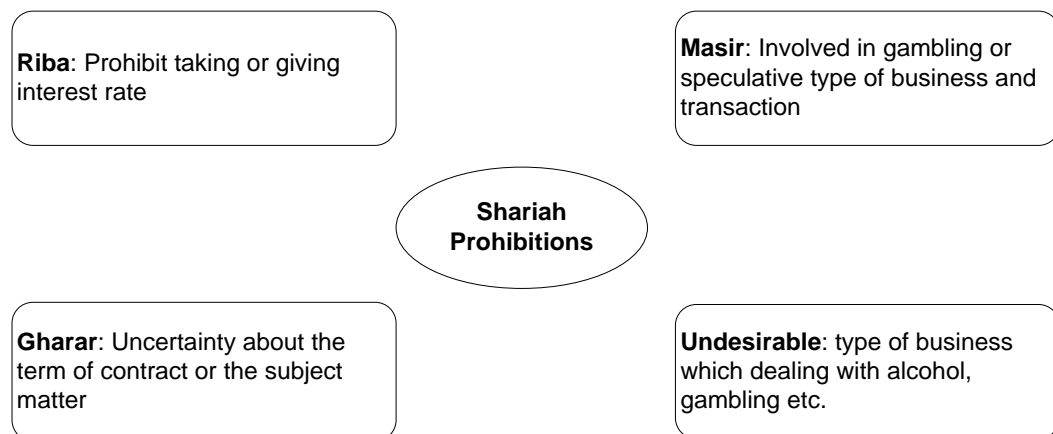 Riba: Prohibit taking or giving
interest rate
Masir: Involved in gambling or
speculative type of business and
transaction
Shariah
Prohibitions
Gharar: Uncertainty about the
term of contract or the subject
matter
Undesirable: type of business
which dealing with alcohol,
gambling etc.